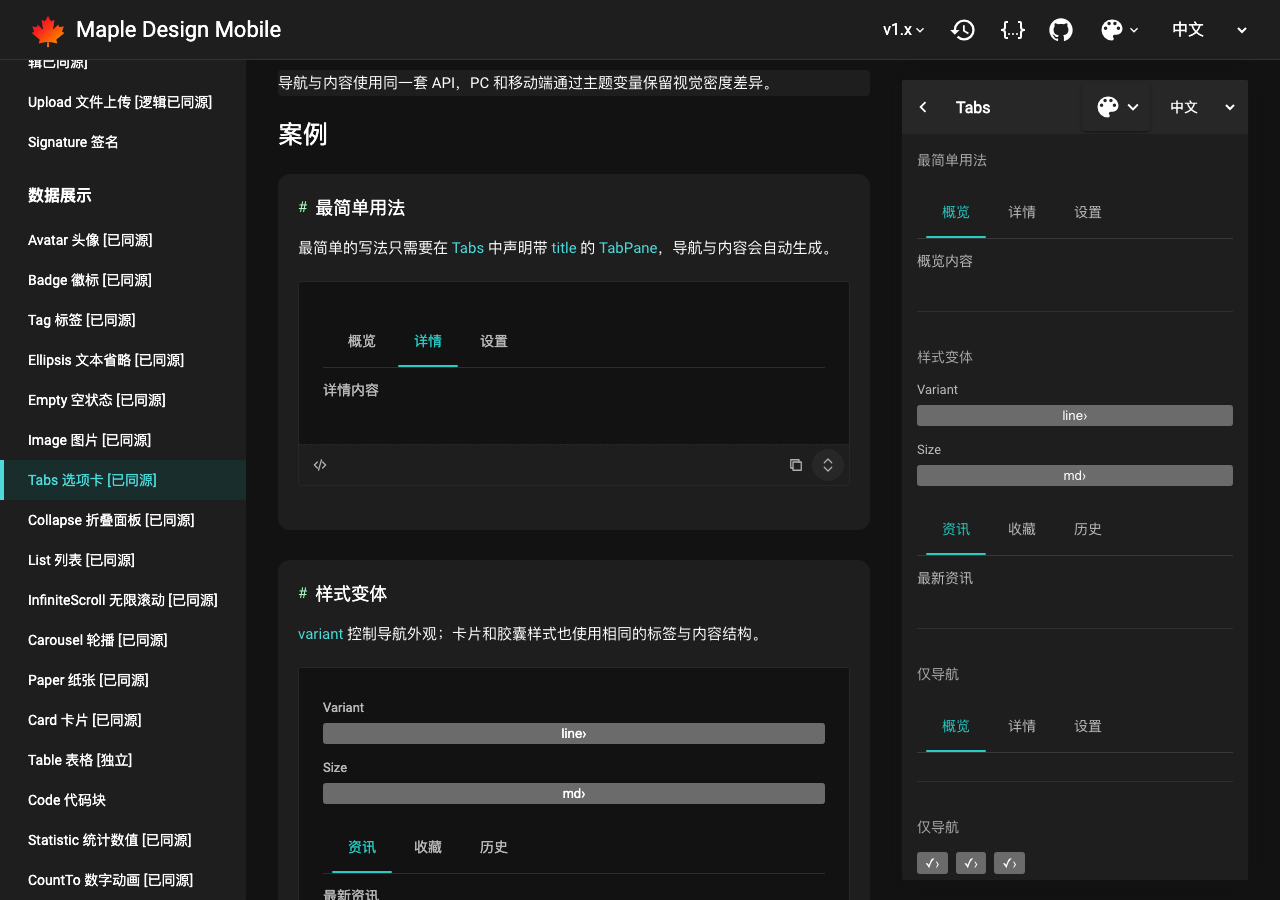 Maple Design Mobile
v1.x
{...}
中文
辑已同源]
Upload 文件上传 [逻辑已同源]
Signature 签名
数据展示
Avatar 头像 [已同源]
Badge 徽标 [已同源]
Tag 标签 [已同源]
Ellipsis 文本省略 [已同源]
Empty 空状态 [已同源]
Image 图片 [已同源]
Tabs 选项卡 [已同源]
Collapse 折叠面板 [已同源]
List 列表 [已同源]
InfiniteScroll 无限滚动 [已同源]
Carousel 轮播 [已同源]
Paper 纸张 [已同源]
Card 卡片 [已同源]
Table 表格 [独立]
Code 代码块
Statistic 统计数值 [已同源]
CountTo 数字动画 [已同源]
导航与内容使用同一套 API，PC 和移动端通过主题变量保留视觉密度差异。
案例
# 最简单用法
最简单的写法只需要在 Tabs 中声明带 title 的 TabPane，导航与内容会自动生成。
概览 详情 设置
详情内容
# 样式变体
variant 控制导航外观；卡片和胶囊样式也使用相同的标签与内容结构。
Variant
line›
Size
md›
资讯 收藏 历史
最新资讯
Tabs
中文
最简单用法
概览 详情 设置
概览内容
样式变体
Variant
line›
Size
md›
资讯 收藏 历史
最新资讯
仅导航
概览 详情 设置
仅导航
✓› ✓› ✓›